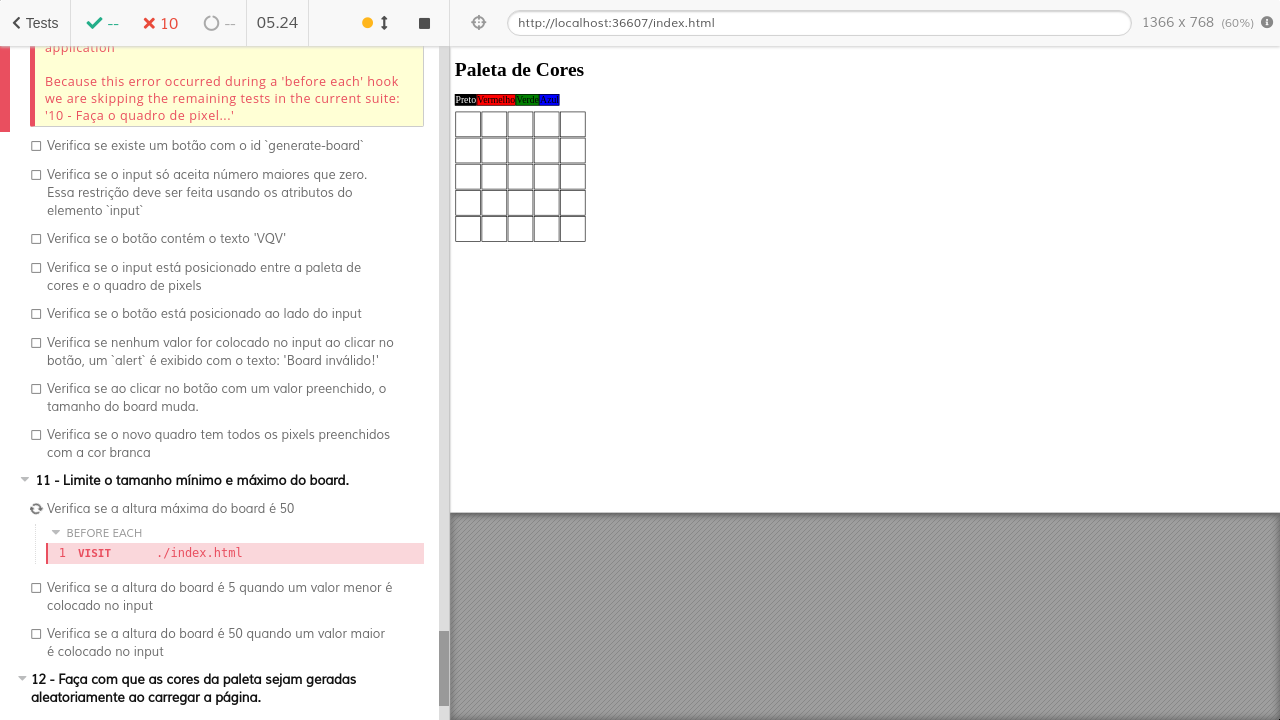 Tests
--
10
--
05.24
http://localhost:36607/index.html
1366 x 768 (60%)
application
Because this error occurred during a 'before each' hook
we are skipping the remaining tests in the current suite:
'10 - Faça o quadro de pixel...'
Verifica se existe um botão com o id `generate-board`
Verifica se o input só aceita número maiores que zero.
Essa restrição deve ser feita usando os atributos do
elemento `input`
Verifica se o botão contém o texto 'VQV'
Verifica se o input está posicionado entre a paleta de
cores e o quadro de pixels
Verifica se o botão está posicionado ao lado do input
Verifica se nenhum valor for colocado no input ao clicar no
botão, um `alert` é exibido com o texto: 'Board inválido!'
Verifica se ao clicar no botão com um valor preenchido, o
tamanho do board muda.
Verifica se o novo quadro tem todos os pixels preenchidos
com a cor branca
11 - Limite o tamanho mínimo e máximo do board.
Verifica se a altura máxima do board é 50
BEFORE EACH
1 VISIT ./index.html
Verifica se a altura do board é 5 quando um valor menor é
colocado no input
Verifica se a altura do board é 50 quando um valor maior
é colocado no input
12 - Faça com que as cores da paleta sejam geradas
aleatoriamente ao carregar a página.
Paleta de Cores
Preto Vermelho Verde Azul